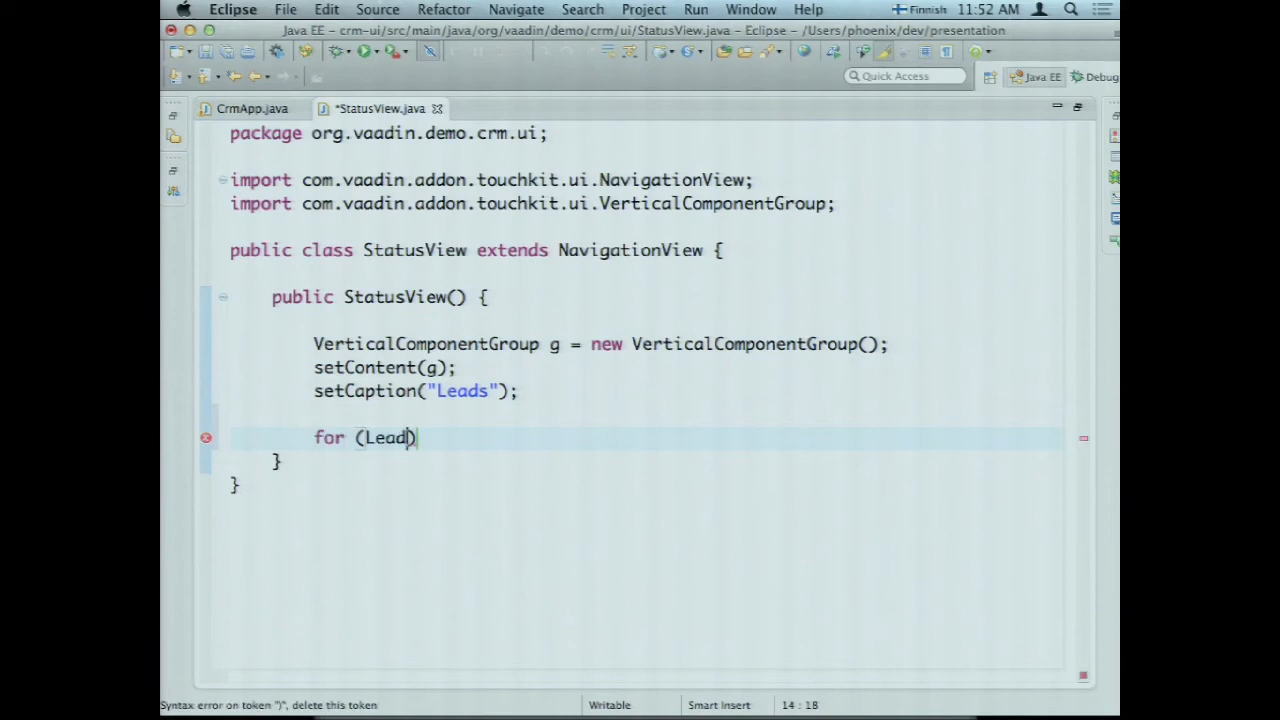 Eclipse File Edit Source Refactor Navigate Search Project Run Window Help Finnish 11:52 AM
Java EE – crm-ui/src/main/java/org/vaadin/demo/crm/ui/StatusView.java – Eclipse – /Users/phoenix/dev/presentation
Quick Access Java EE Debug
CrmApp.java *StatusView.java
package org.vaadin.demo.crm.ui;
import com.vaadin.addon.touchkit.ui.NavigationView;
import com.vaadin.addon.touchkit.ui.VerticalComponentGroup;
public class StatusView extends NavigationView {
public StatusView() {
VerticalComponentGroup g = new VerticalComponentGroup();
setContent(g);
setCaption("Leads");
for (Lead)
}
}
Syntax error on token ")", delete this token Writable Smart Insert 14 : 18